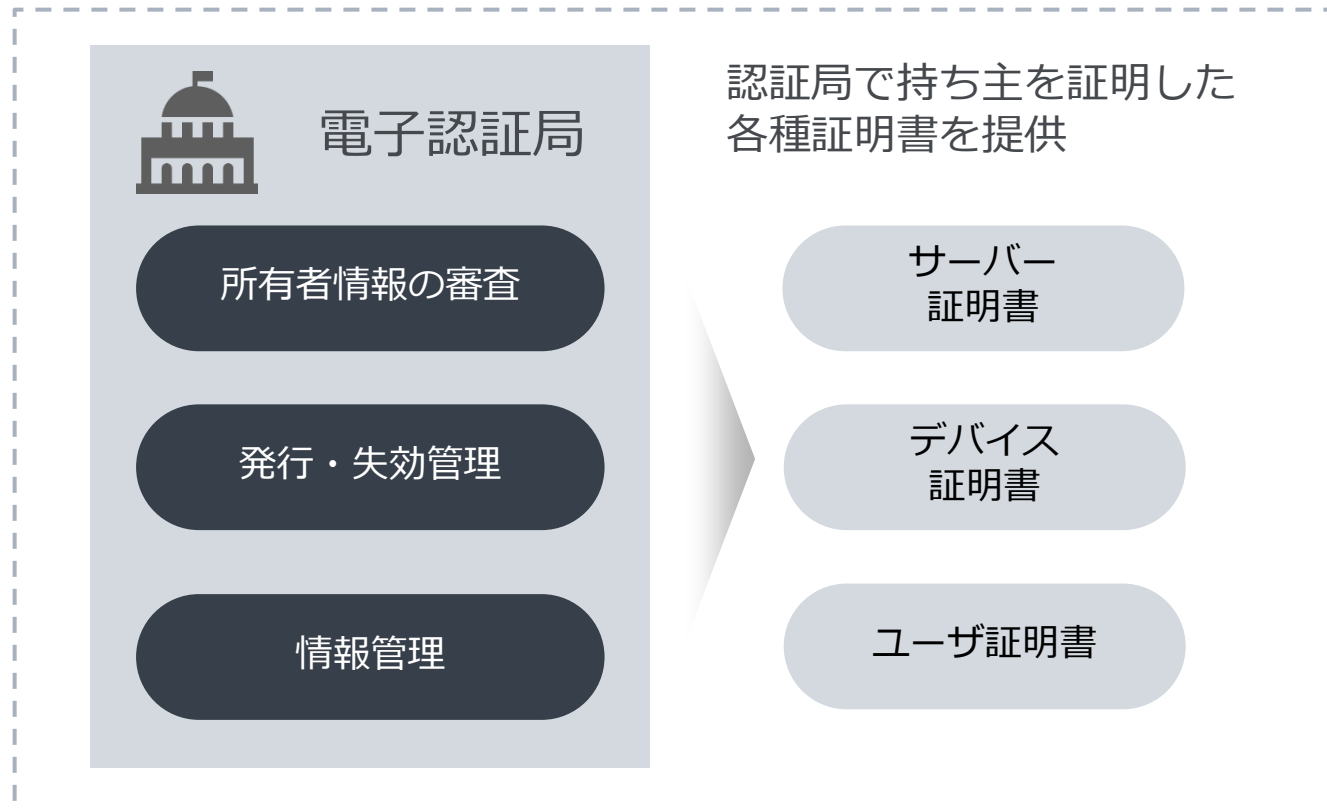 電子認証局
所有者情報の審査
発行・失効管理
情報管理
認証局で持ち主を証明した
各種証明書を提供
サーバー
証明書
デバイス
証明書
ユーザ証明書